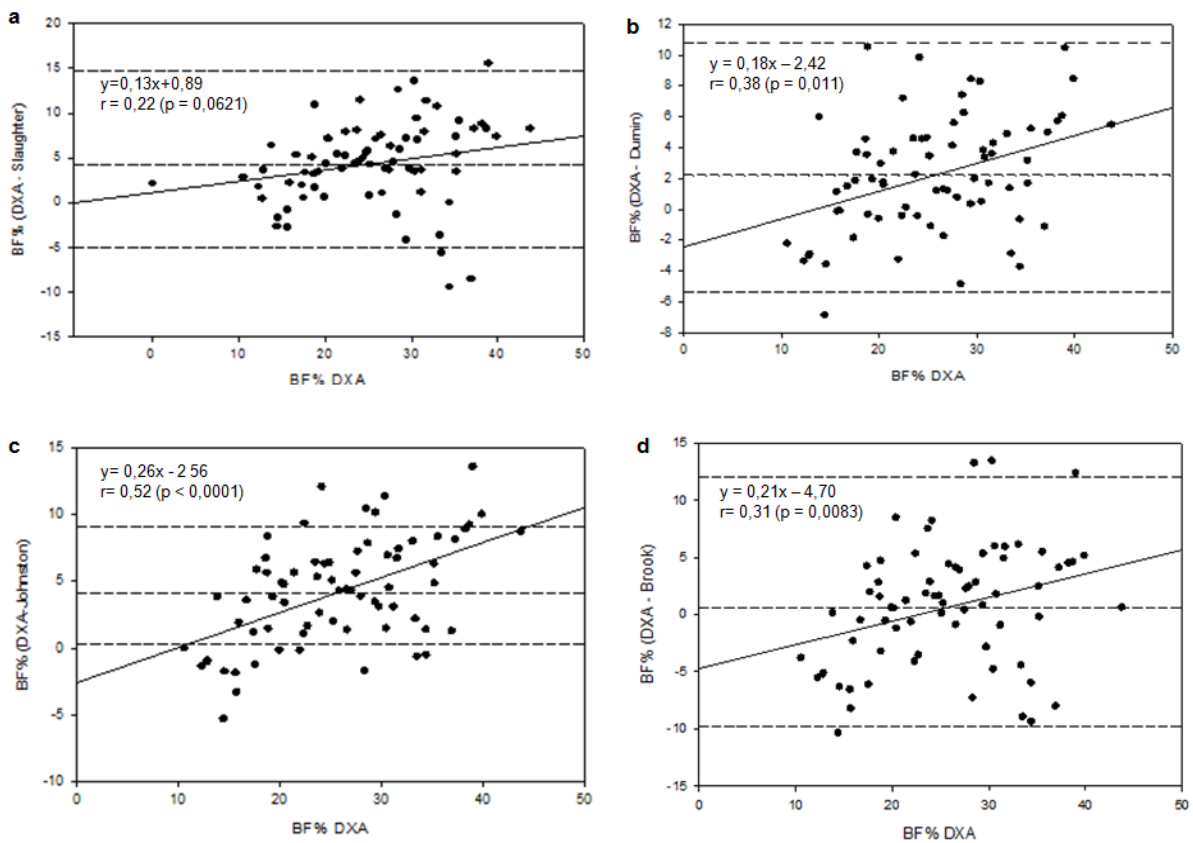 a
20
15
10
5
0
-5
-10
-15
BF% (DXA - Slaughter)
y=0,13x+0,89
r = 0,22 (p = 0,0621)
0 10 20 30 40 50
BF% DXA
b
12
10
8
6
4
2
0
-2
-4
-6
-8
BF% (DXA - Durnin)
y = 0,18x – 2,42
r= 0,38 (p = 0,011)
0 10 20 30 40 50
BF% DXA
c
15
10
5
0
-5
-10
BF% (DXA-Johnston)
y= 0,26x - 2 56
r= 0,52 (p < 0,0001)
0 10 20 30 40 50
BF% DXA
d
15
10
5
0
-5
-10
-15
BF% (DXA - Brook)
y = 0,21x – 4,70
r= 0,31 (p = 0,0083)
0 10 20 30 40 50
BF% DXA